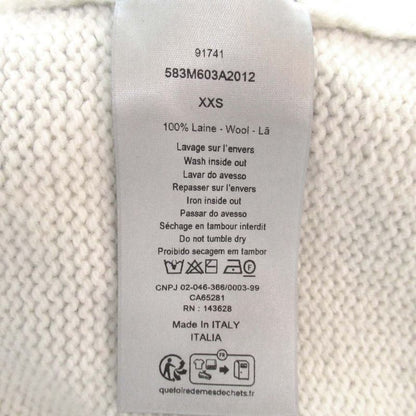 91741
583M603A2012
XXS
100% Laine - Wool - Lã
Lavage sur l'envers
Wash inside out
Lavar do avesso
Repasser sur l'envers
Iron inside out
Passar do avesso
Séchage en tambour interdit
Do not tumble dry
Proibido secagem em tambor
CNPJ 02-046-366/0003-99
CA65281
RN : 143628
Made In ITALY
ITALIA
FR
quefairedemesdechets.fr